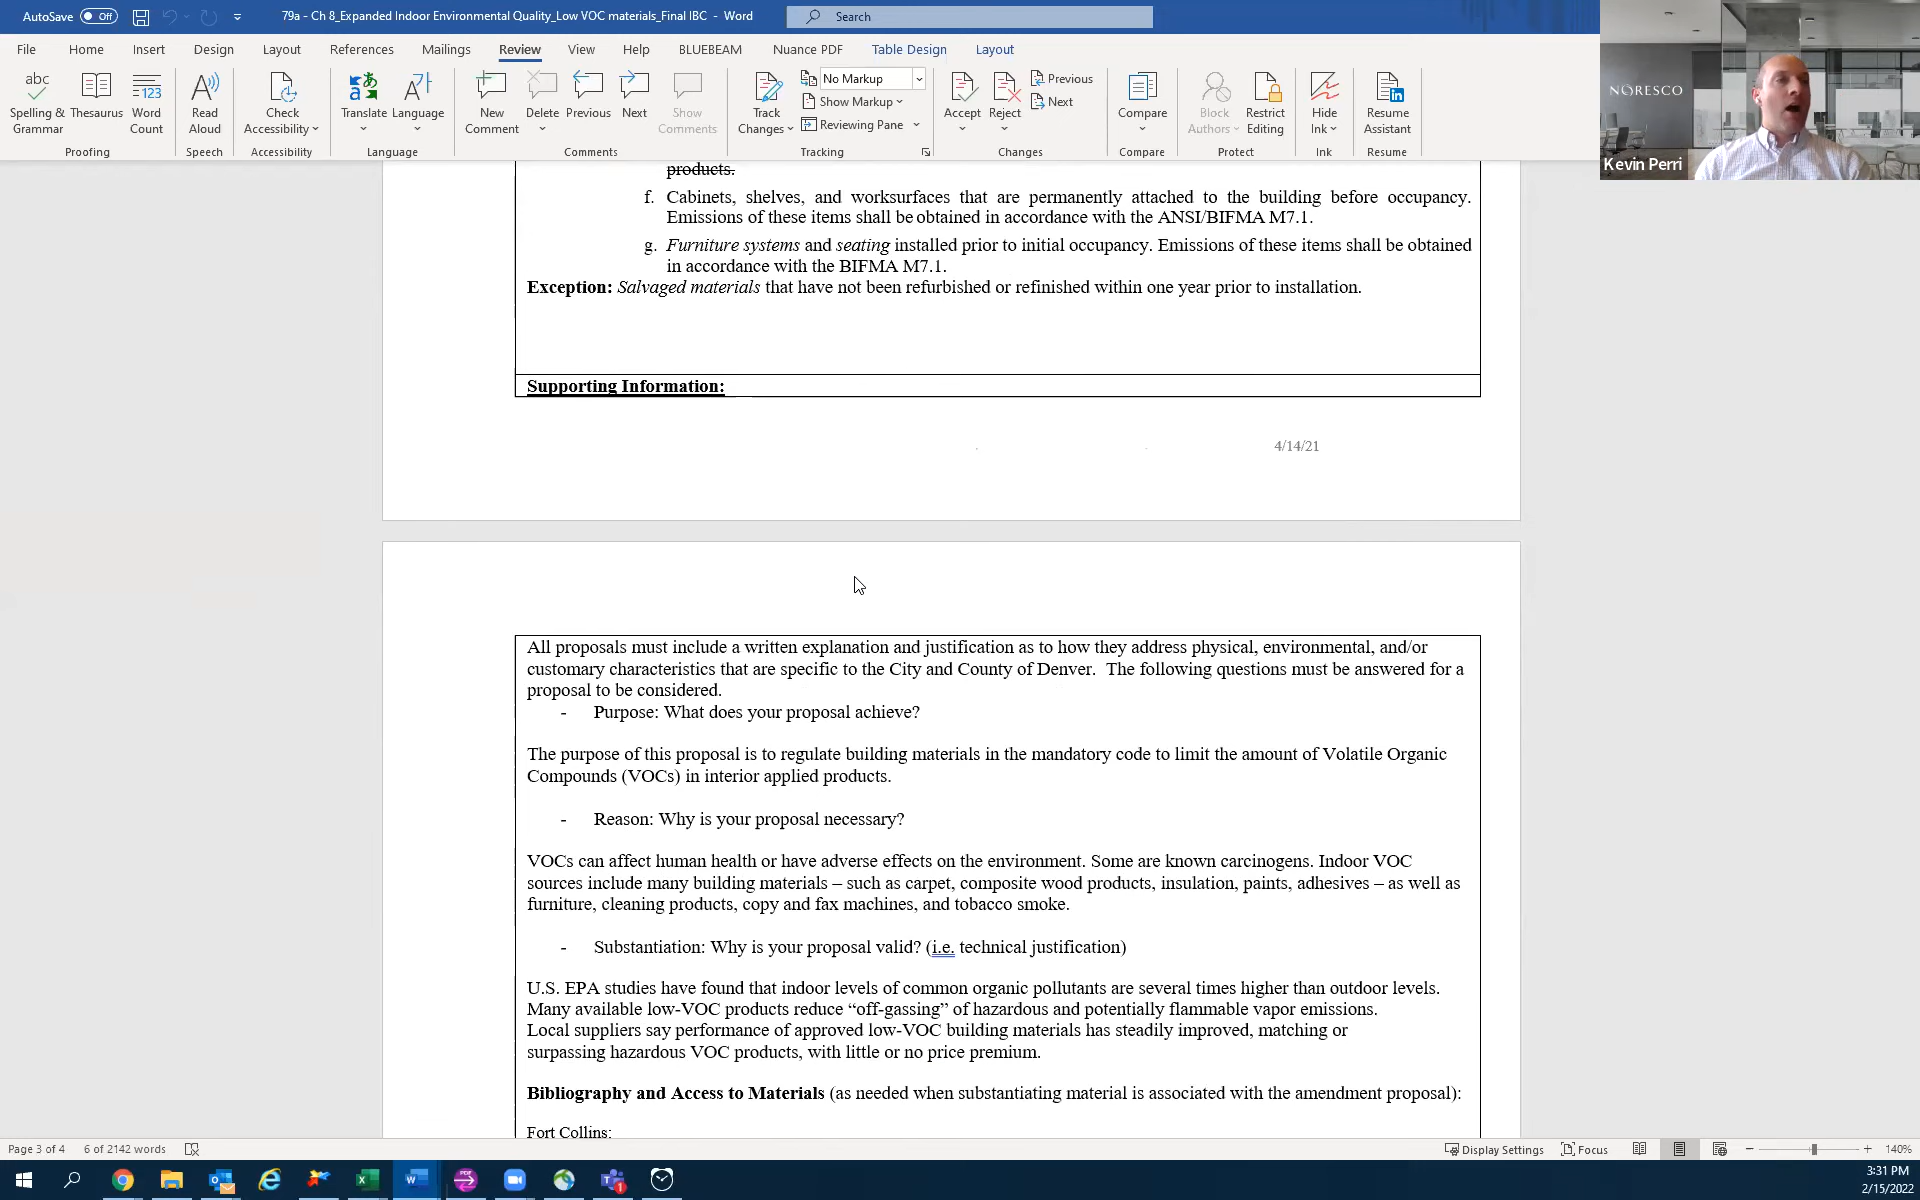 AutoSave Off 79a - Ch 8_Expanded Indoor Environmental Quality_Low VOC materials_Final IBC - Word Search
File Home Insert Design Layout References Mailings Review View Help BLUEBEAM Nuance PDF Table Design Layout
abc
Spelling & Grammar
Thesaurus
123
Word Count
Read Aloud
Check Accessibility
Translate
Language
New Comment
Delete
Previous
Next
Show Comments
Track Changes
No Markup
Show Markup
Reviewing Pane
Accept
Reject
Previous
Next
Compare
Block Authors
Restrict Editing
Hide Ink
Resume Assistant
Proofing Speech Accessibility Language Comments Tracking Changes Compare Protect Ink Resume
NORESCO
Kevin Perri
products.
f. Cabinets, shelves, and worksurfaces that are permanently attached to the building before occupancy.
Emissions of these items shall be obtained in accordance with the ANSI/BIFMA M7.1.
g. Furniture systems and seating installed prior to initial occupancy. Emissions of these items shall be obtained
in accordance with the BIFMA M7.1.
Exception: Salvaged materials that have not been refurbished or refinished within one year prior to installation.
Supporting Information:
4/14/21
All proposals must include a written explanation and justification as to how they address physical, environmental, and/or
customary characteristics that are specific to the City and County of Denver. The following questions must be answered for a
proposal to be considered.
- Purpose: What does your proposal achieve?
The purpose of this proposal is to regulate building materials in the mandatory code to limit the amount of Volatile Organic
Compounds (VOCs) in interior applied products.
- Reason: Why is your proposal necessary?
VOCs can affect human health or have adverse effects on the environment. Some are known carcinogens. Indoor VOC
sources include many building materials – such as carpet, composite wood products, insulation, paints, adhesives – as well as
furniture, cleaning products, copy and fax machines, and tobacco smoke.
- Substantiation: Why is your proposal valid? (i.e. technical justification)
U.S. EPA studies have found that indoor levels of common organic pollutants are several times higher than outdoor levels.
Many available low-VOC products reduce “off-gassing” of hazardous and potentially flammable vapor emissions.
Local suppliers say performance of approved low-VOC building materials has steadily improved, matching or
surpassing hazardous VOC products, with little or no price premium.
Bibliography and Access to Materials (as needed when substantiating material is associated with the amendment proposal):
Fort Collins:
Page 3 of 4 6 of 2142 words Display Settings Focus 140%
3:31 PM
2/15/2022